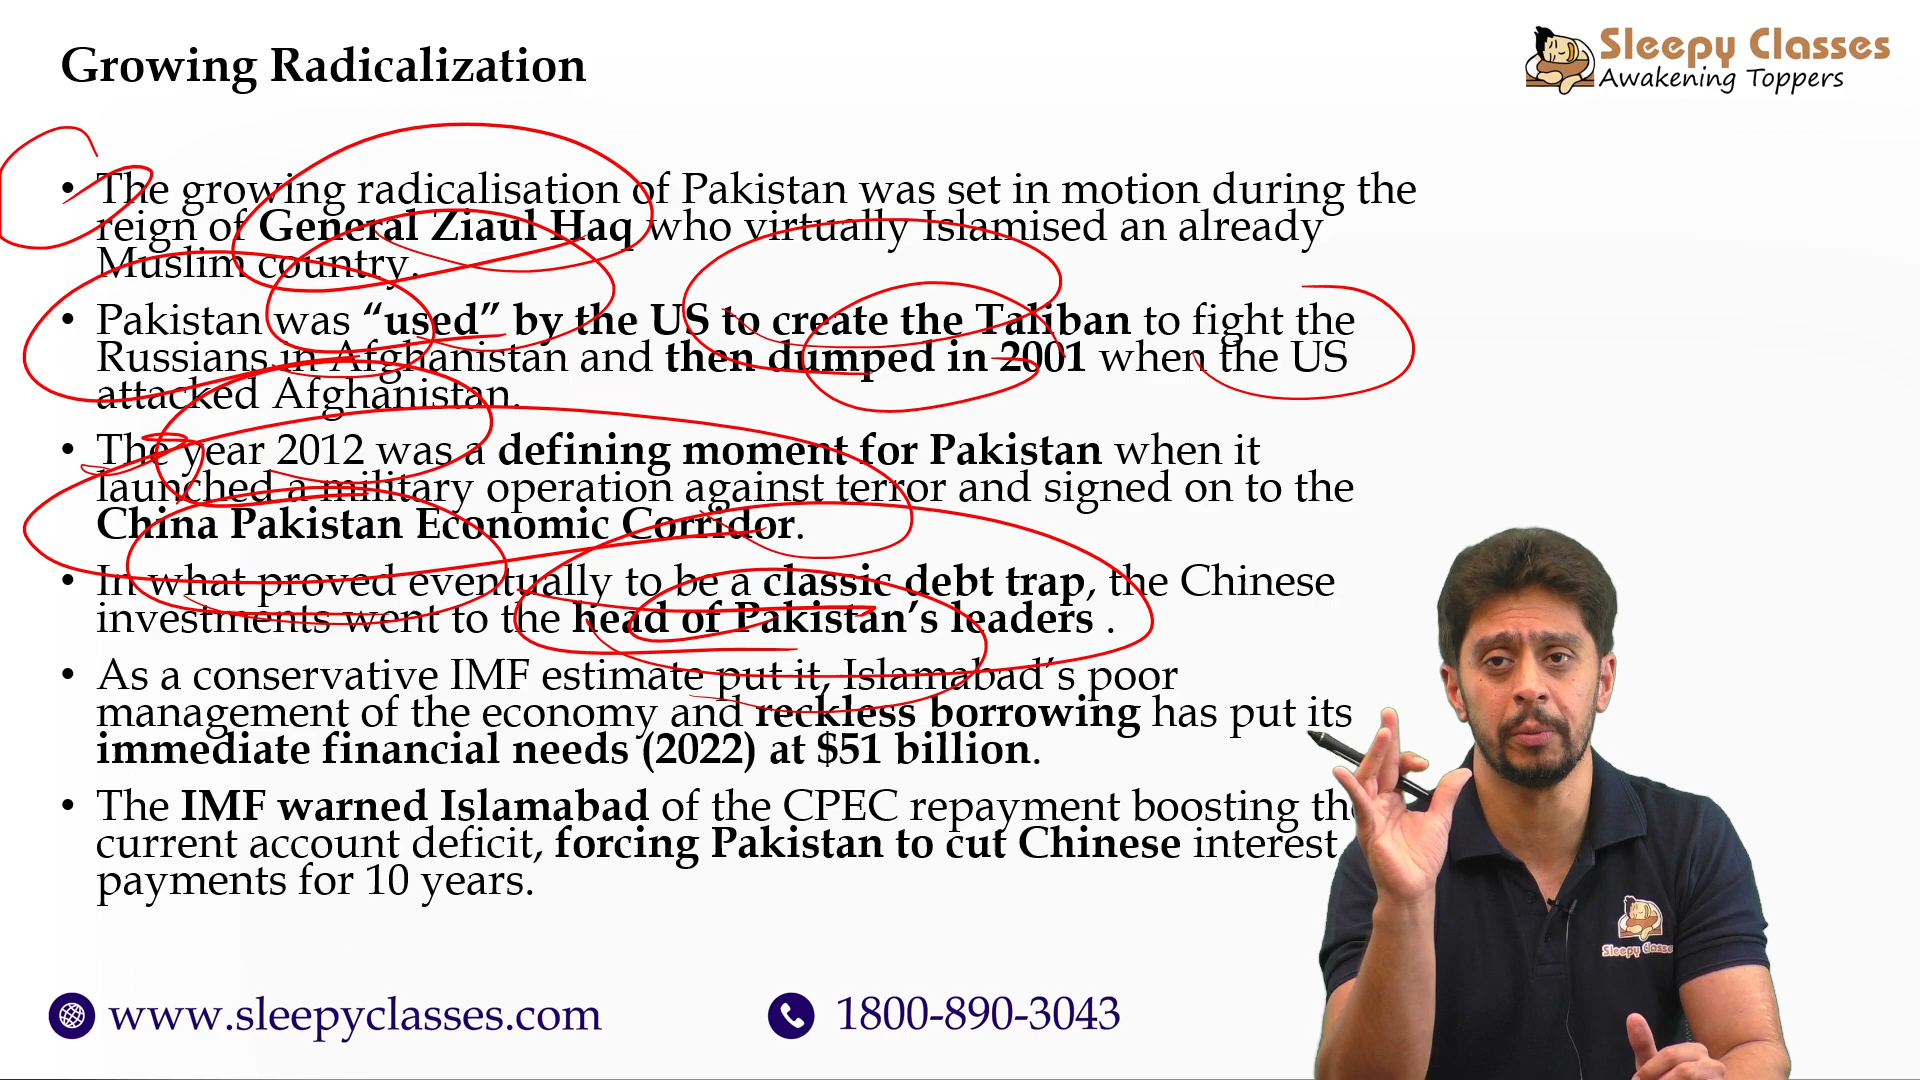 Growing Radicalization
Sleepy Classes
Awakening Toppers
• The growing radicalisation of Pakistan was set in motion during the
reign of General Ziaul Haq who virtually Islamised an already
Muslim country.
• Pakistan was “used” by the US to create the Taliban to fight the
Russians in Afghanistan and then dumped in 2001 when the US
attacked Afghanistan.
• The year 2012 was a defining moment for Pakistan when it
launched a military operation against terror and signed on to the
China Pakistan Economic Corridor.
• In what proved eventually to be a classic debt trap, the Chinese
investments went to the head of Pakistan’s leaders .
• As a conservative IMF estimate put it, Islamabad’s poor
management of the economy and reckless borrowing has put its
immediate financial needs (2022) at $51 billion.
• The IMF warned Islamabad of the CPEC repayment boosting the
current account deficit, forcing Pakistan to cut Chinese interest
payments for 10 years.
Sleepy Classes
www.sleepyclasses.com
1800-890-3043